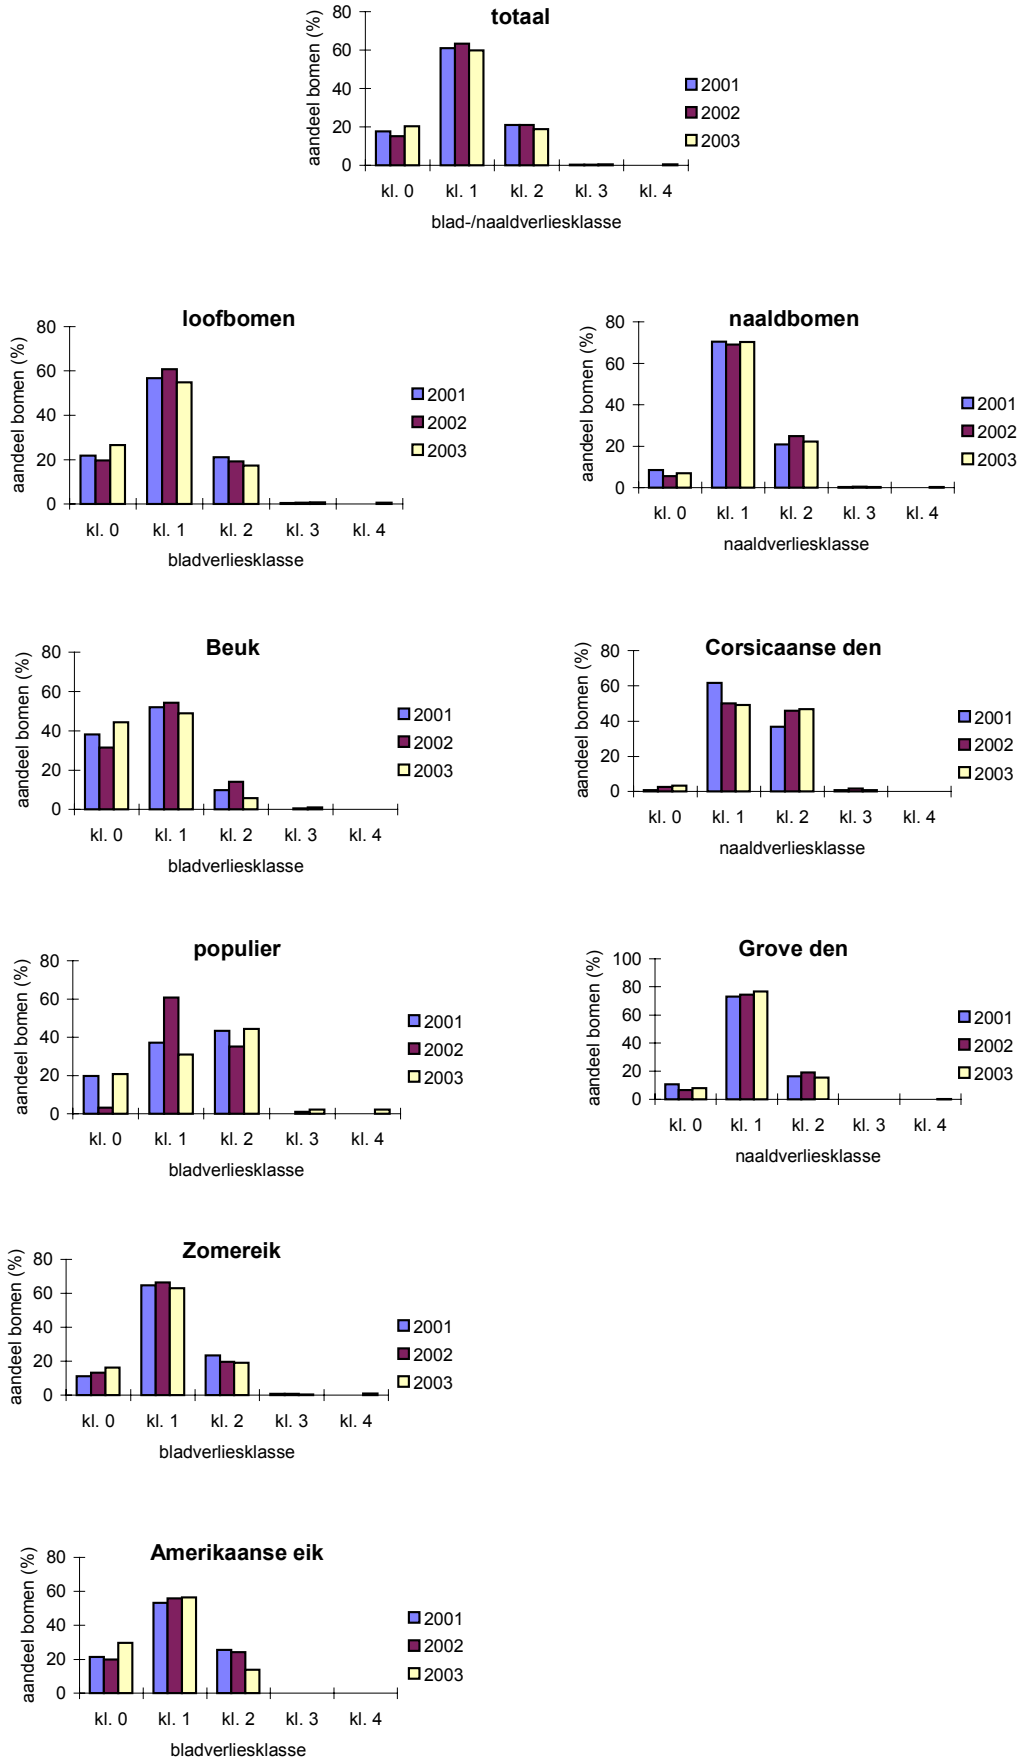 totaal
aandeel bomen (%)
80
60
40
20
0
kl. 0 kl. 1 kl. 2 kl. 3 kl. 4
blad-/naaldverliesklasse
2001
2002
2003
loofbomen
aandeel bomen (%)
80
60
40
20
0
kl. 0 kl. 1 kl. 2 kl. 3 kl. 4
bladverliesklasse
2001
2002
2003
naaldbomen
aandeel bomen (%)
80
60
40
20
0
kl. 0 kl. 1 kl. 2 kl. 3 kl. 4
naaldverliesklasse
2001
2002
2003
Beuk
aandeel bomen (%)
80
60
40
20
0
kl. 0 kl. 1 kl. 2 kl. 3 kl. 4
bladverliesklasse
2001
2002
2003
Corsicaanse den
aandeel bomen (%)
80
60
40
20
0
kl. 0 kl. 1 kl. 2 kl. 3 kl. 4
naaldverliesklasse
2001
2002
2003
populier
aandeel bomen (%)
80
60
40
20
0
kl. 0 kl. 1 kl. 2 kl. 3 kl. 4
bladverliesklasse
2001
2002
2003
Grove den
aandeel bomen (%)
100
80
60
40
20
0
kl. 0 kl. 1 kl. 2 kl. 3 kl. 4
naaldverliesklasse
2001
2002
2003
Zomereik
aandeel bomen (%)
80
60
40
20
0
kl. 0 kl. 1 kl. 2 kl. 3 kl. 4
bladverliesklasse
2001
2002
2003
Amerikaanse eik
aandeel bomen (%)
80
60
40
20
0
kl. 0 kl. 1 kl. 2 kl. 3 kl. 4
bladverliesklasse
2001
2002
2003